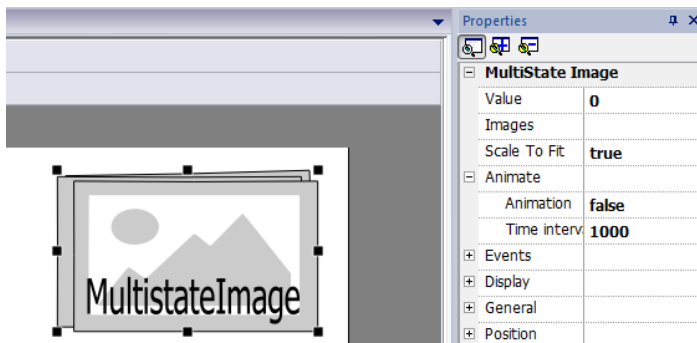 Properties
MultiState Image
Value 0
Images
Scale To Fit true
Animate
Animation false
Time interv 1000
Events
Display
General
Position
MultistateImage